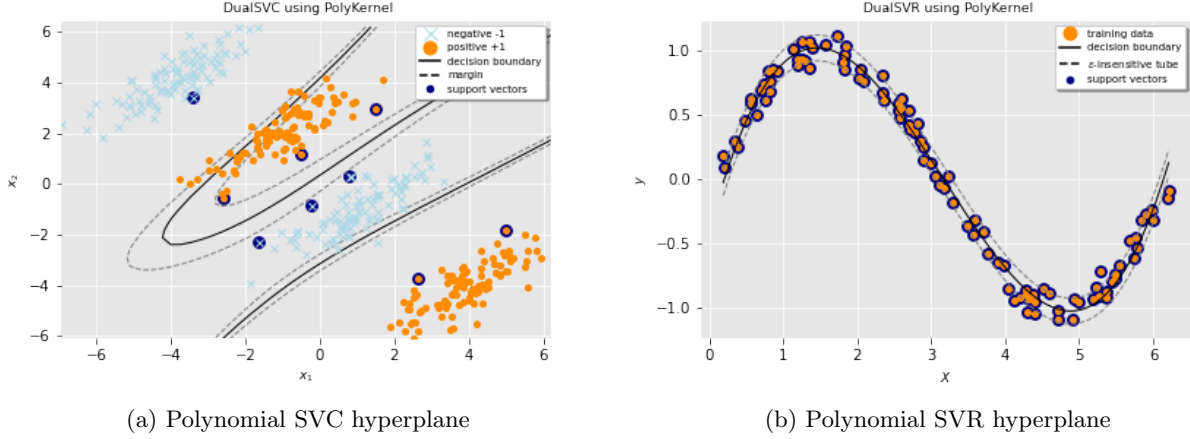 DualSVC using PolyKernel
negative -1
positive +1
decision boundary
margin
support vectors
6
4
2
0
−2
−4
−6
x₂
−6
−4
−2
0
2
4
6
x₁
(a) Polynomial SVC hyperplane
DualSVR using PolyKernel
training data
decision boundary
ε-insensitive tube
support vectors
1.0
0.5
0.0
−0.5
−1.0
y
0
1
2
3
4
5
6
X
(b) Polynomial SVR hyperplane